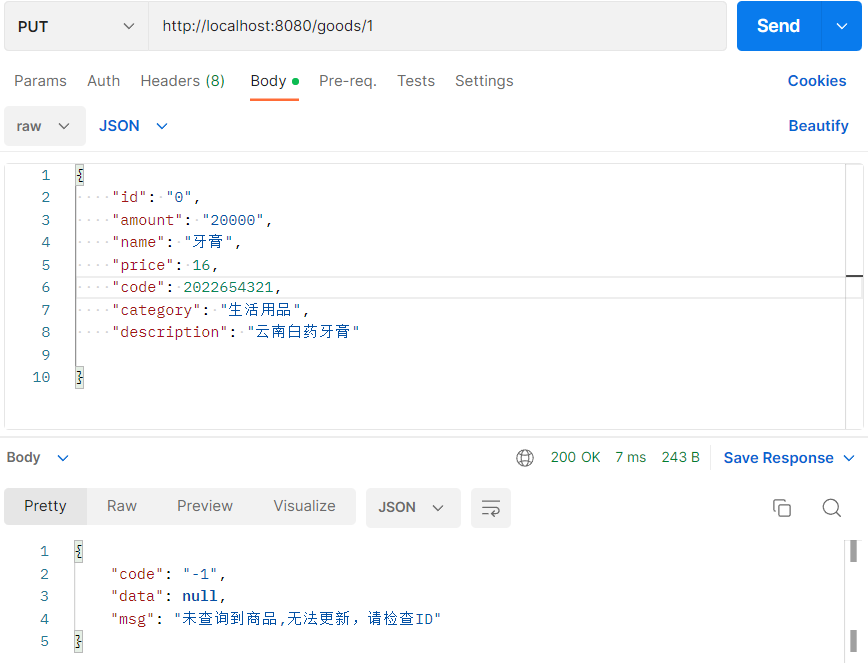 PUT http://localhost:8080/goods/1 Send
Params Auth Headers (8) Body Pre-req. Tests Settings Cookies
raw JSON Beautify
1 {
2 "id": "0",
3 "amount": "20000",
4 "name": "牙膏",
5 "price": 16,
6 "code": 2022654321,
7 "category": "生活用品",
8 "description": "云南白药牙膏"
9
10 }
Body 200 OK 7 ms 243 B Save Response
Pretty Raw Preview Visualize JSON
1 {
2 "code": "-1",
3 "data": null,
4 "msg": "未查询到商品,无法更新，请检查ID"
5 }